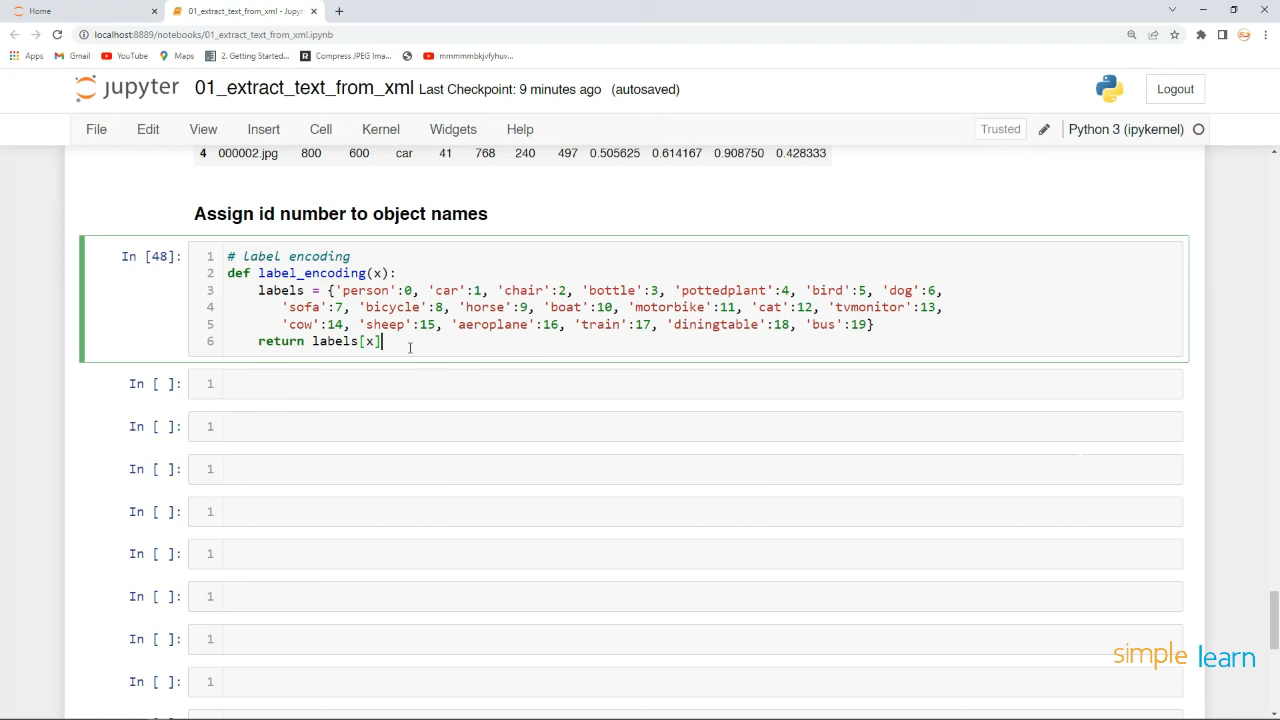 Home
01_extract_text_from_xml - Jupyt
localhost:8889/notebooks/01_extract_text_from_xml.ipynb
Apps Gmail YouTube Maps 2. Getting Started... Compress JPEG Imag... mmmmmbkjvfyhuv...
jupyter 01_extract_text_from_xml Last Checkpoint: 9 minutes ago (autosaved) Logout
File Edit View Insert Cell Kernel Widgets Help Trusted Python 3 (ipykernel)
4 000002.jpg 800 600 car 41 768 240 497 0.505625 0.614167 0.908750 0.428333
Assign id number to object names
In [48]: 1 # label encoding
2 def label_encoding(x):
3 labels = {'person':0, 'car':1, 'chair':2, 'bottle':3, 'pottedplant':4, 'bird':5, 'dog':6,
4 'sofa':7, 'bicycle':8, 'horse':9, 'boat':10, 'motorbike':11, 'cat':12, 'tvmonitor':13,
5 'cow':14, 'sheep':15, 'aeroplane':16, 'train':17, 'diningtable':18, 'bus':19}
6 return labels[x]
In [ ]: 1
In [ ]: 1
In [ ]: 1
In [ ]: 1
In [ ]: 1
In [ ]: 1
In [ ]: 1
In [ ]: 1
simplelearn